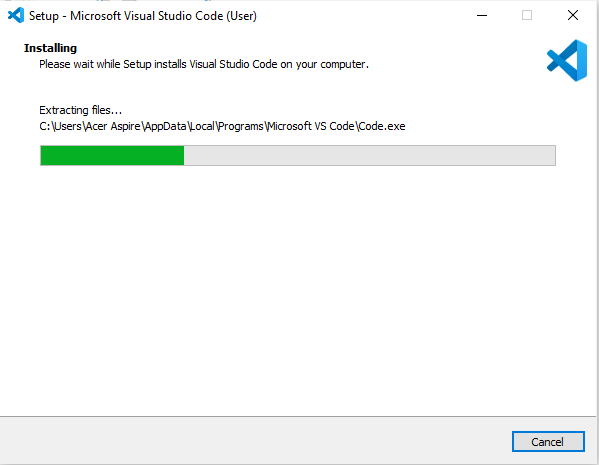 Setup - Microsoft Visual Studio Code (User)
Installing
Please wait while Setup installs Visual Studio Code on your computer.
Extracting files...
C:\Users\Acer Aspire\AppData\Local\Programs\Microsoft VS Code\Code.exe
Cancel